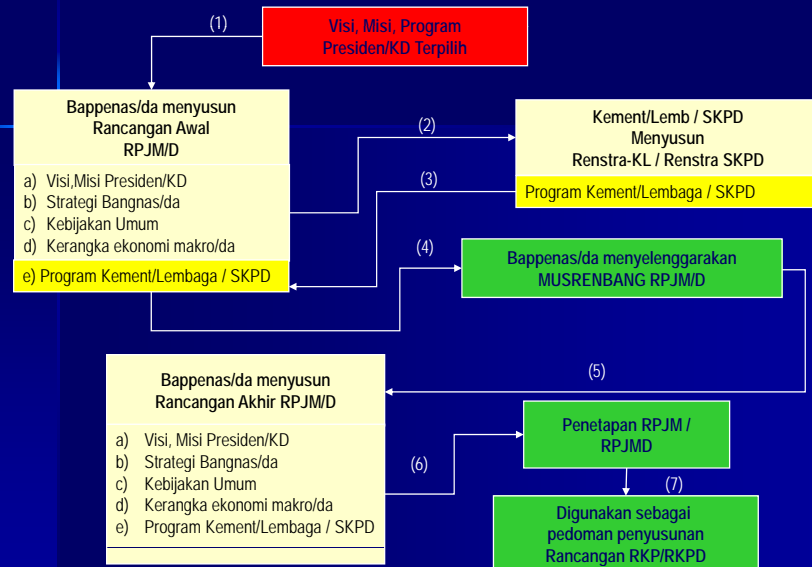 (1)
Visi, Misi, Program
Presiden/KD Terpilih
Bappenas/da menyusun
Rancangan Awal
RPJM/D
a) Visi,Misi Presiden/KD
b) Strategi Bangnas/da
c) Kebijakan Umum
d) Kerangka ekonomi makro/da
e) Program Kement/Lembaga / SKPD
(2)
Kement/Lemb / SKPD
Menyusun
Renstra-KL / Renstra SKPD
Program Kement/Lembaga / SKPD
(3)
(4)
Bappenas/da menyelenggarakan
MUSRENBANG RPJM/D
(5)
Bappenas/da menyusun
Rancangan Akhir RPJM/D
a) Visi, Misi Presiden/KD
b) Strategi Bangnas/da
c) Kebijakan Umum
d) Kerangka ekonomi makro/da
e) Program Kement/Lembaga / SKPD
(6)
Penetapan RPJM /
RPJMD
(7)
Digunakan sebagai
pedoman penyusunan
Rancangan RKP/RKPD